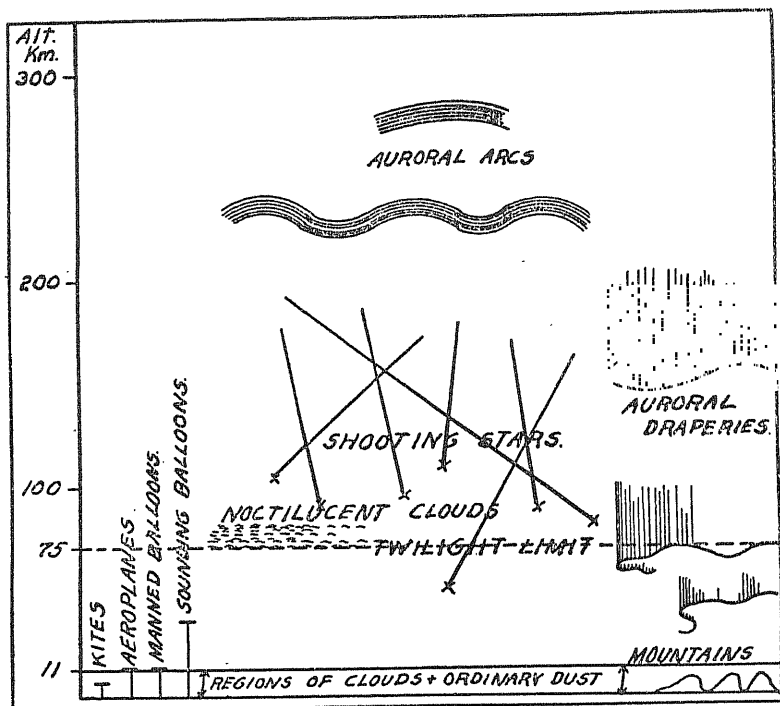 Alt.
Km.
300
AURORAL ARCS
200
AURORAL
DRAPERIES.
SHOOTING STARS.
100
NOCTILUCENT CLOUDS
75
TWILIGHT LIMIT
KITES
AEROPLANES.
MANNED BALLOONS.
SOUNDING BALLOONS.
11
MOUNTAINS
REGIONS OF CLOUDS + ORDINARY DUST